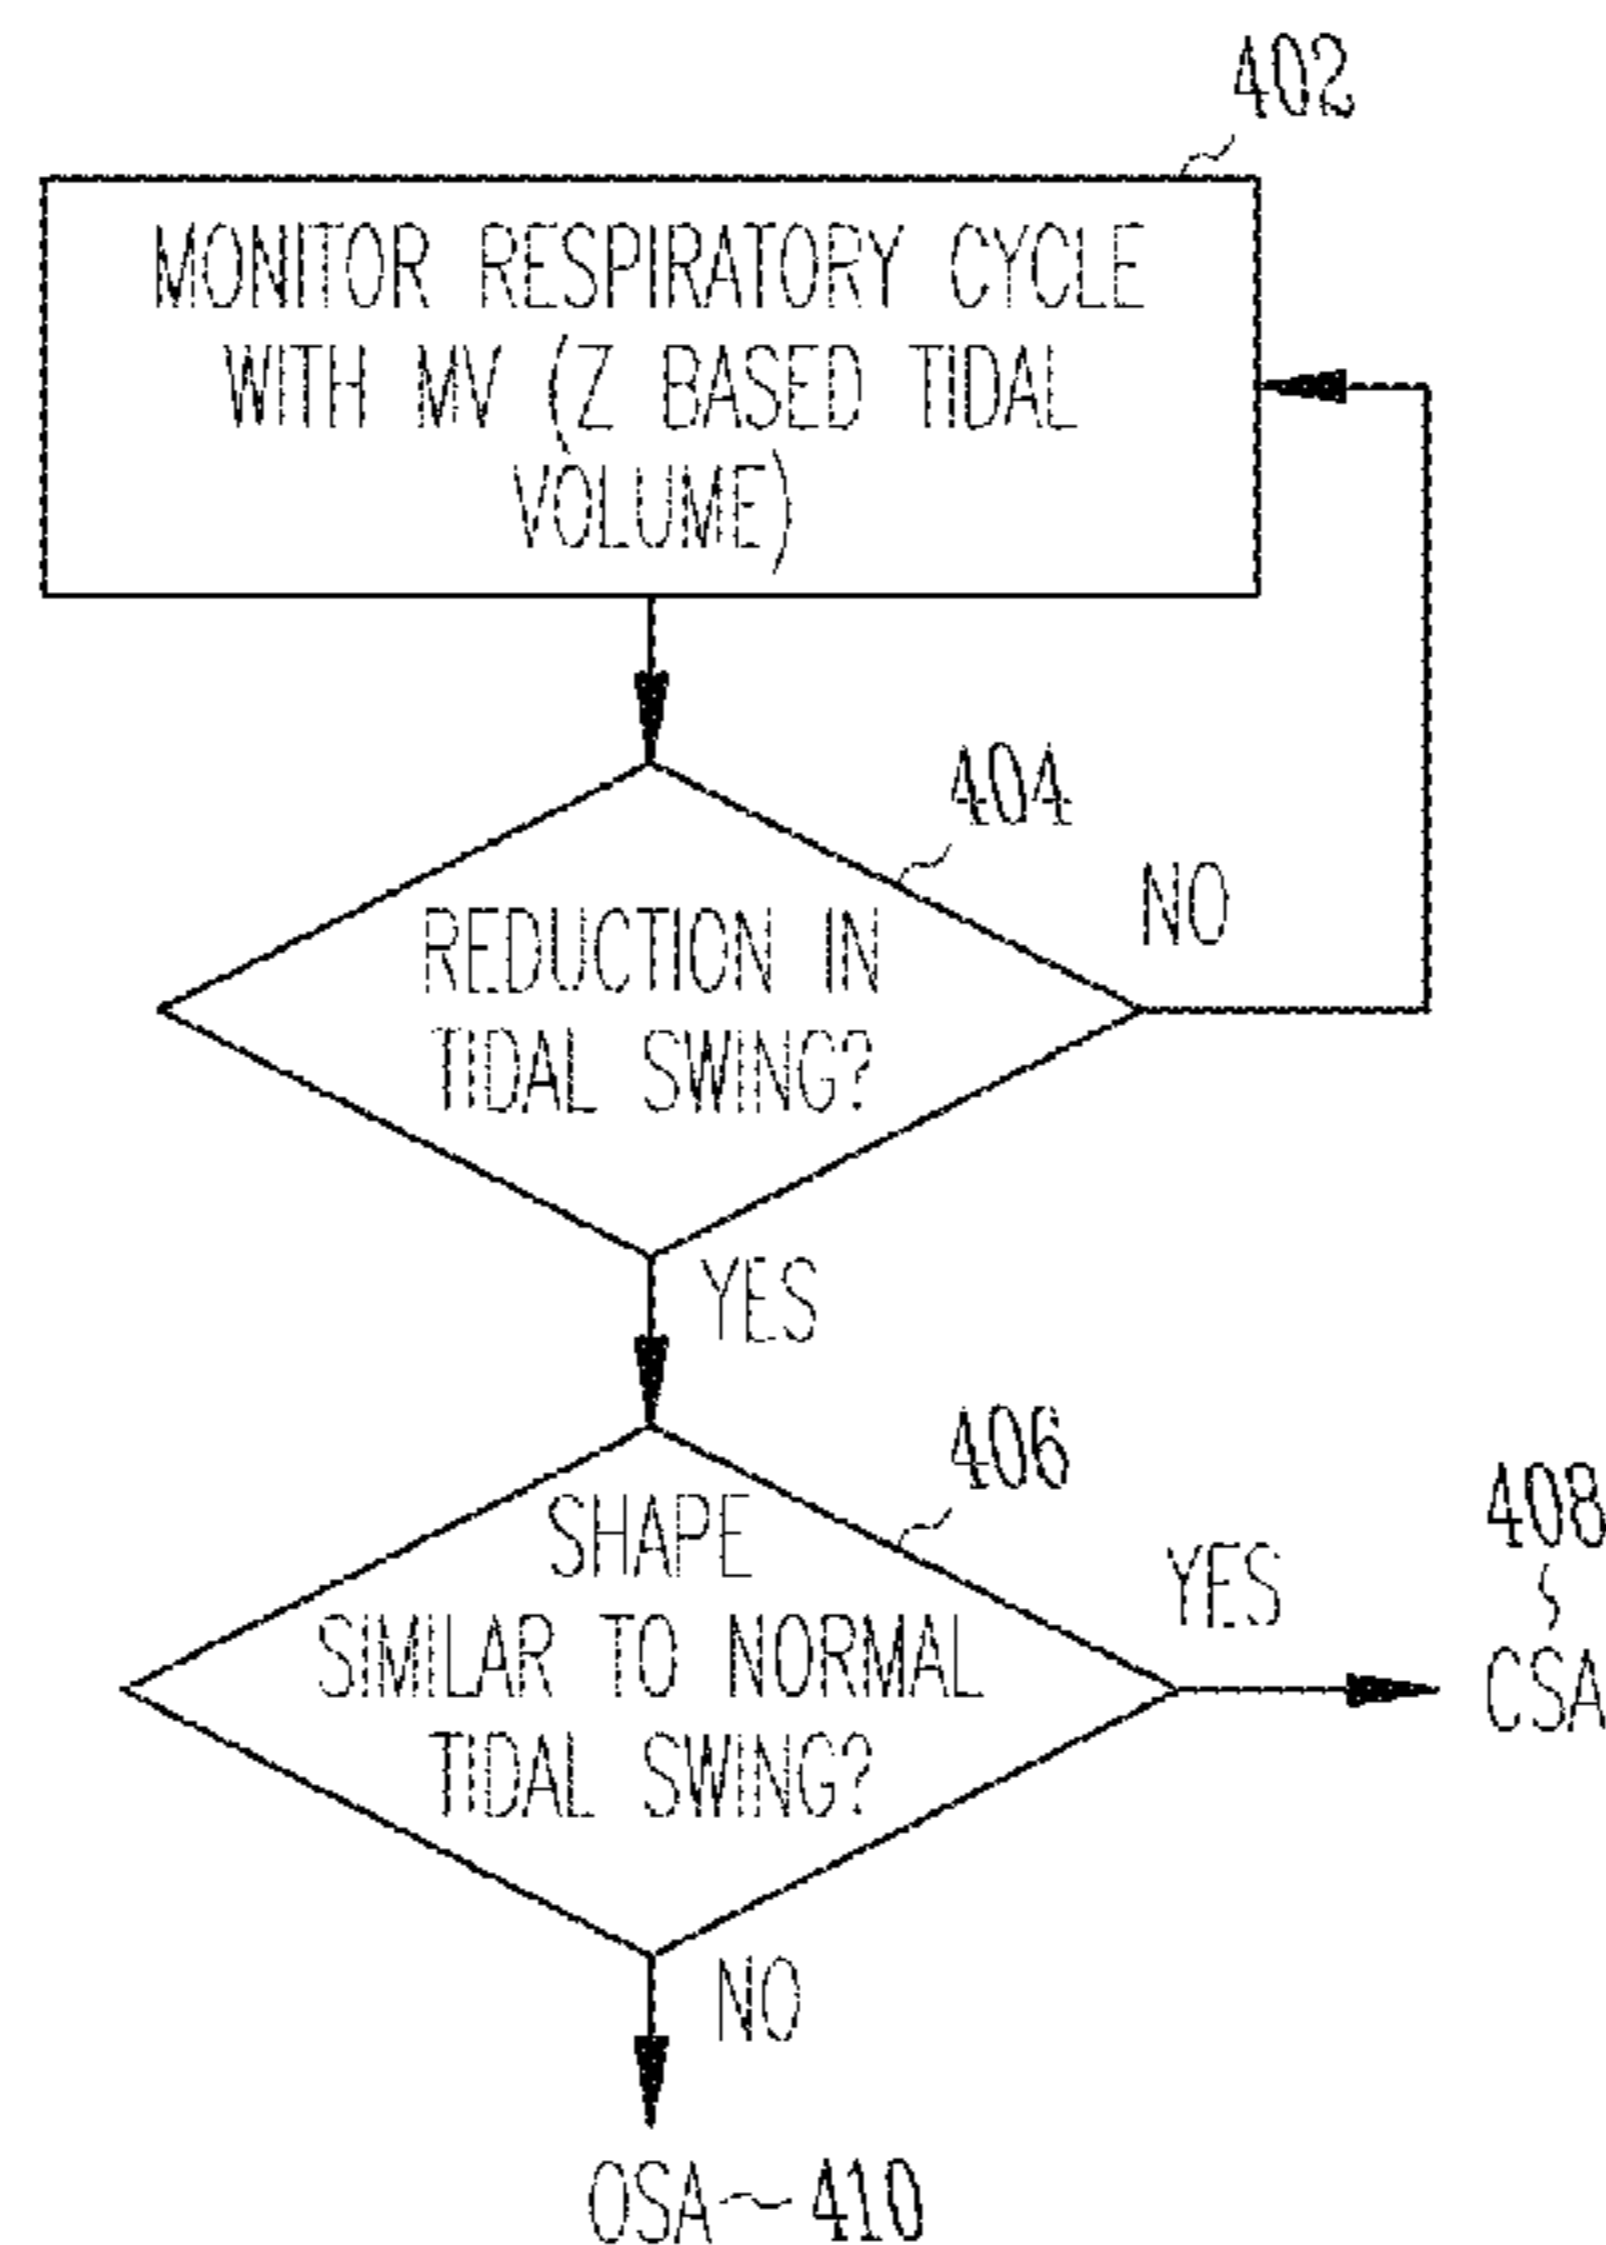 402
MONITOR RESPIRATORY CYCLE
WITH MV (Z BASED TIDAL
VOLUME)
404
NO
REDUCTION IN
TIDAL SWING?
YES
406
SHAPE
SIMILAR TO NORMAL
TIDAL SWING?
YES
408
CSA
NO
OSA 410